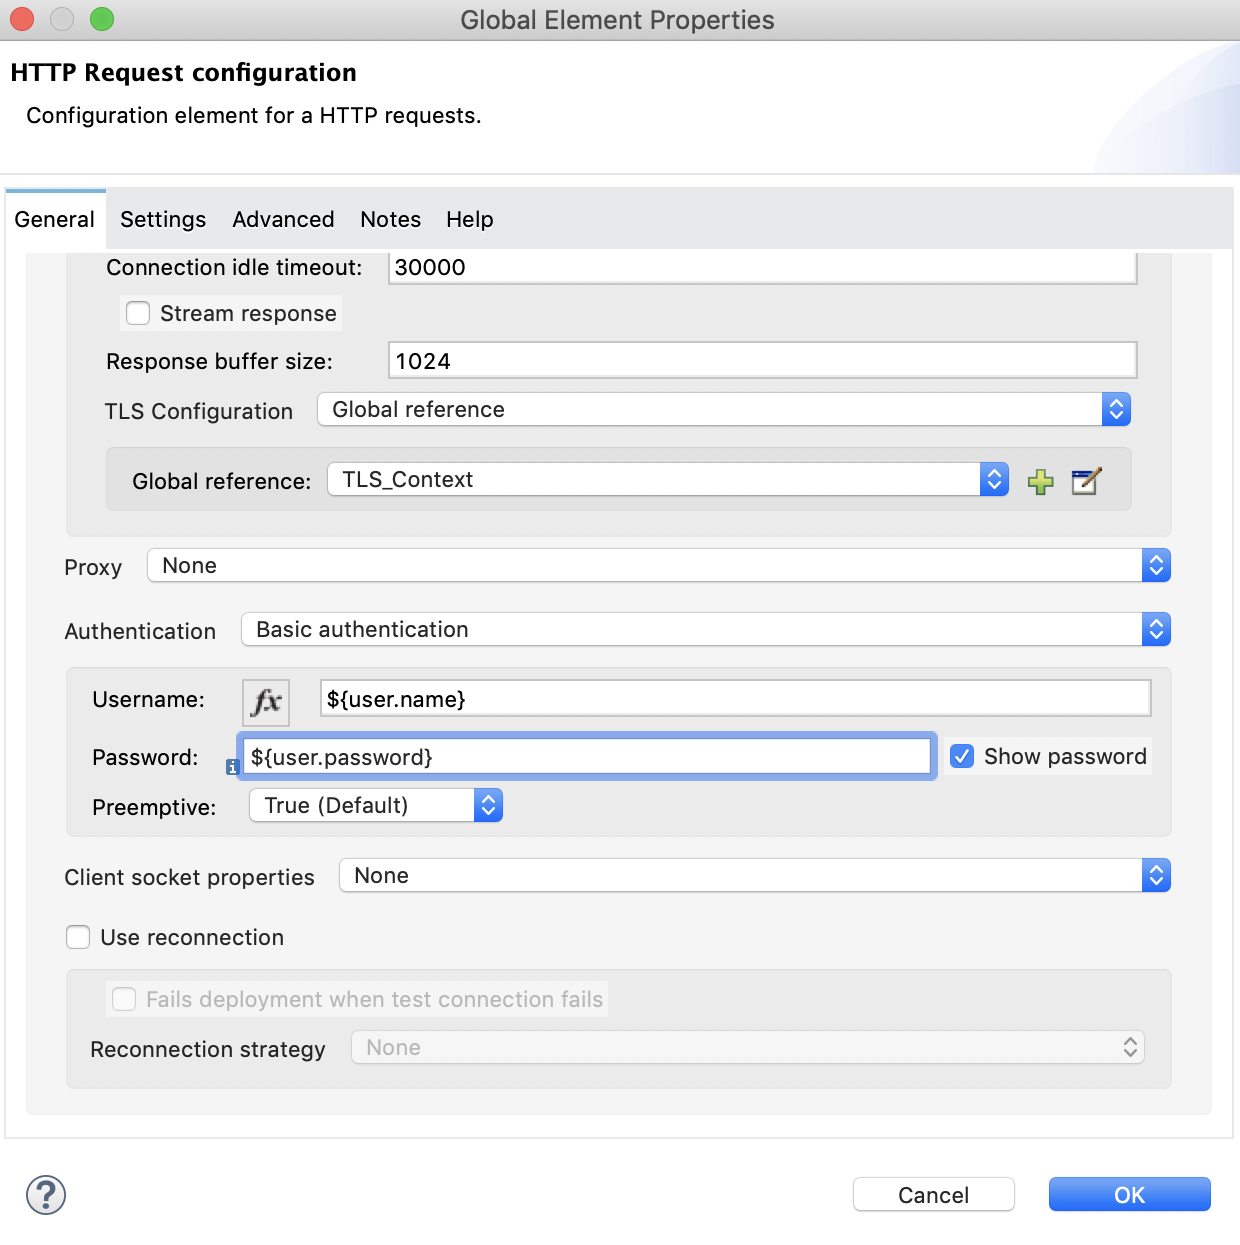 Global Element Properties
HTTP Request configuration
Configuration element for a HTTP requests.
General Settings Advanced Notes Help
Connection idle timeout: 30000
Stream response
Response buffer size: 1024
TLS Configuration Global reference
Global reference: TLS_Context
Proxy None
Authentication Basic authentication
Username: fx ${user.name}
Password: i ${user.password} Show password
Preemptive: True (Default)
Client socket properties None
Use reconnection
Fails deployment when test connection fails
Reconnection strategy None
? Cancel OK